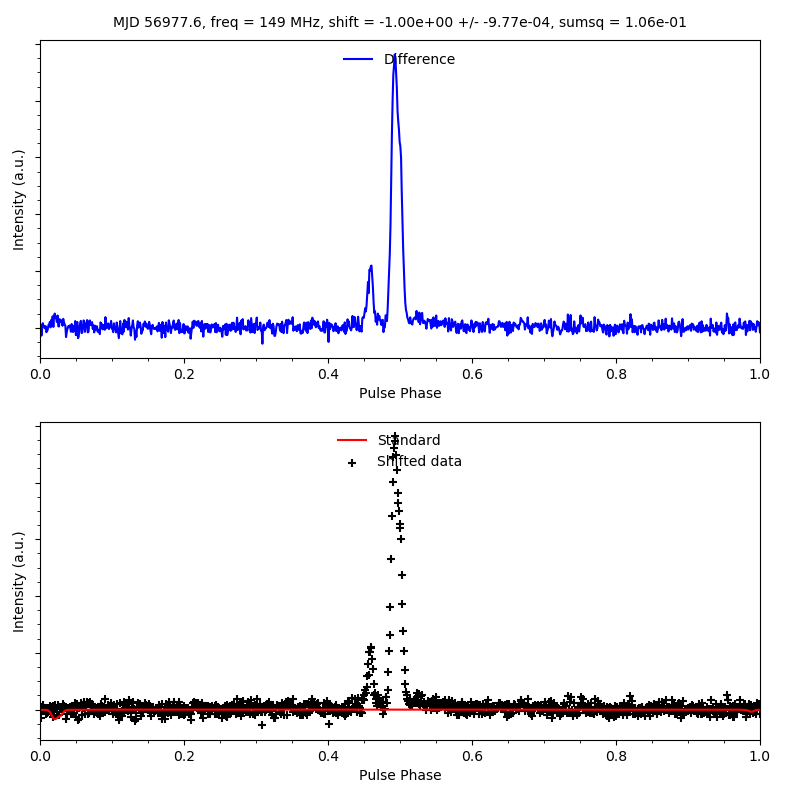 MJD 56977.6, freq = 149 MHz, shift = -1.00e+00 +/- -9.77e-04, sumsq = 1.06e-01
Difference
Intensity (a.u.)
0.0 0.2 0.4 0.6 0.8 1.0
Pulse Phase
Standard
Shifted data
Intensity (a.u.)
0.0 0.2 0.4 0.6 0.8 1.0
Pulse Phase